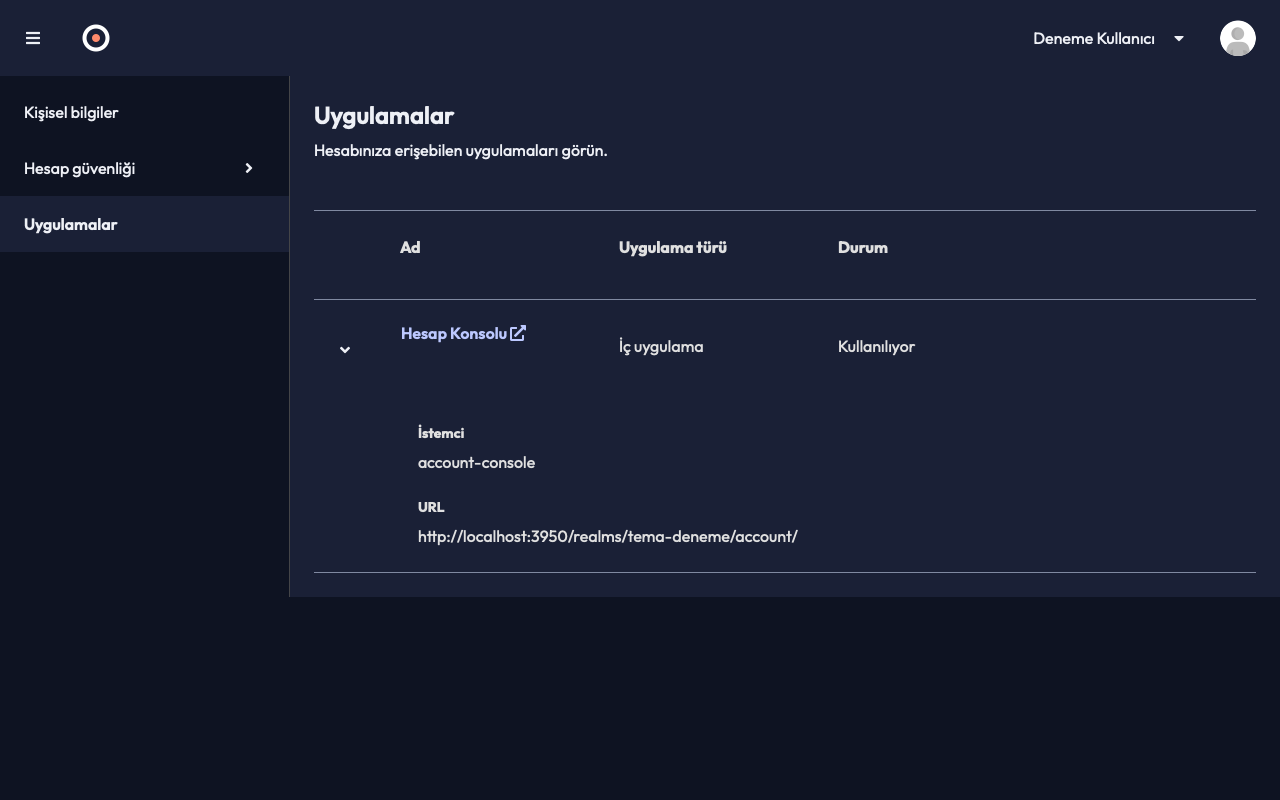 Deneme Kullanıcı
Kişisel bilgiler
Hesap güvenliği
Uygulamalar
Uygulamalar
Hesabınıza erişebilen uygulamaları görün.
Ad Uygulama türü Durum
Hesap Konsolu İç uygulama Kullanılıyor
İstemci
account-console
URL
http://localhost:3950/realms/tema-deneme/account/